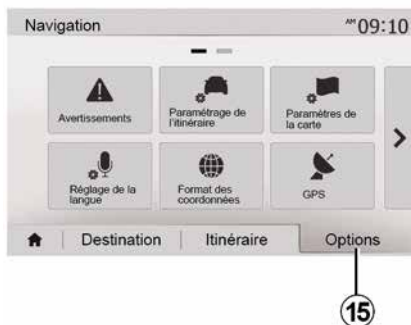 Navigation
AM 09:10
Avertissements
Paramétrage de
l'itinéraire
Paramètres de
la carte
Réglage de la
langue
Format des
coordonnées
GPS
Destination
Itinéraire
Options
15